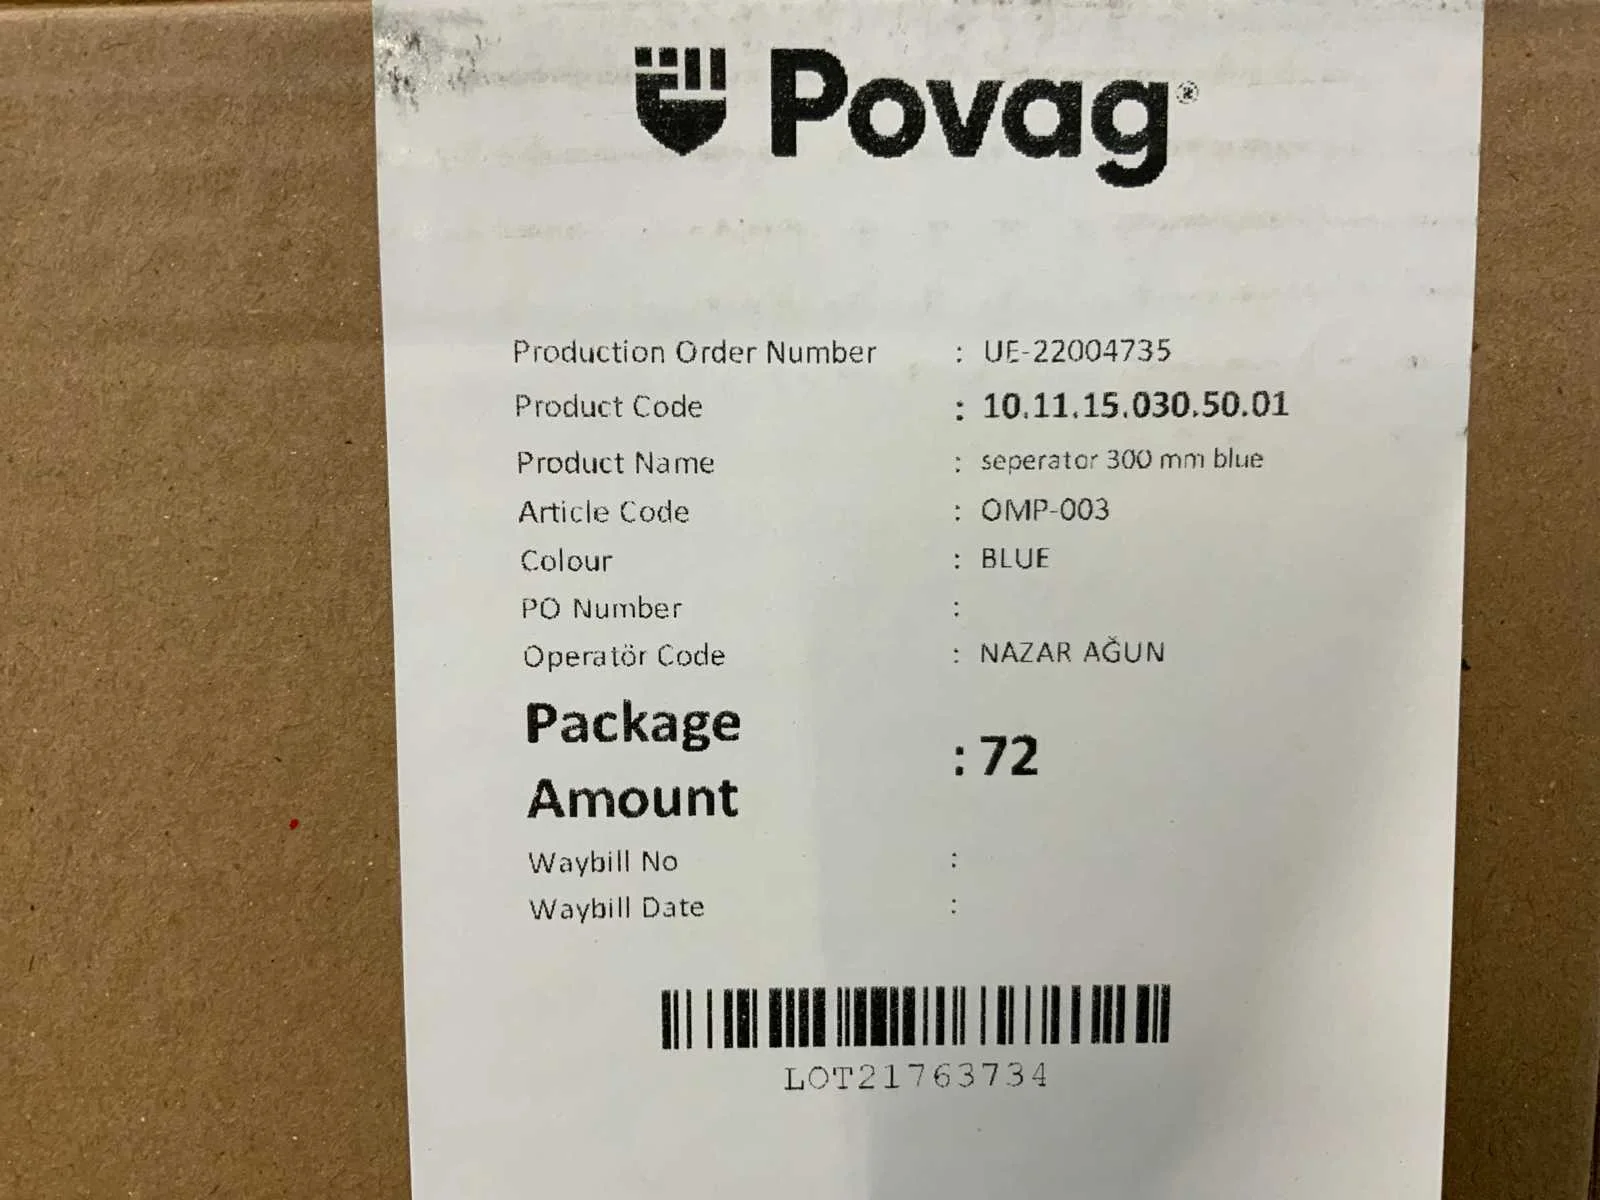 Povag®
Production Order Number : UE-22004735
Product Code : 10.11.15.030.50.01
Product Name : seperator 300 mm blue
Article Code : OMP-003
Colour : BLUE
PO Number :
Operatör Code : NAZAR AĞUN
Package Amount : 72
Waybill No :
Waybill Date :
LOT21763734